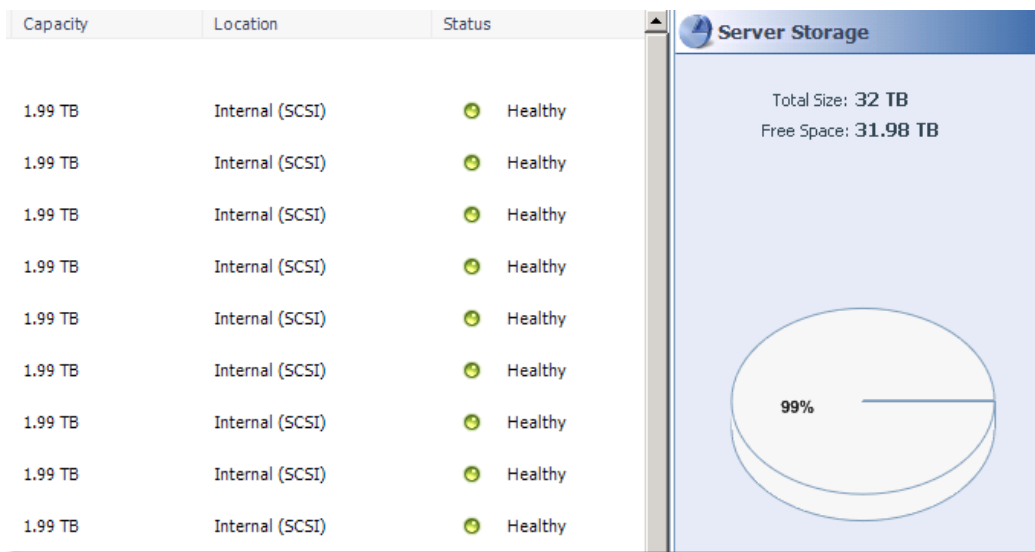 Capacity Location Status
1.99 TB Internal (SCSI) Healthy
1.99 TB Internal (SCSI) Healthy
1.99 TB Internal (SCSI) Healthy
1.99 TB Internal (SCSI) Healthy
1.99 TB Internal (SCSI) Healthy
1.99 TB Internal (SCSI) Healthy
1.99 TB Internal (SCSI) Healthy
1.99 TB Internal (SCSI) Healthy
1.99 TB Internal (SCSI) Healthy
Server Storage
Total Size: 32 TB
Free Space: 31.98 TB
99%